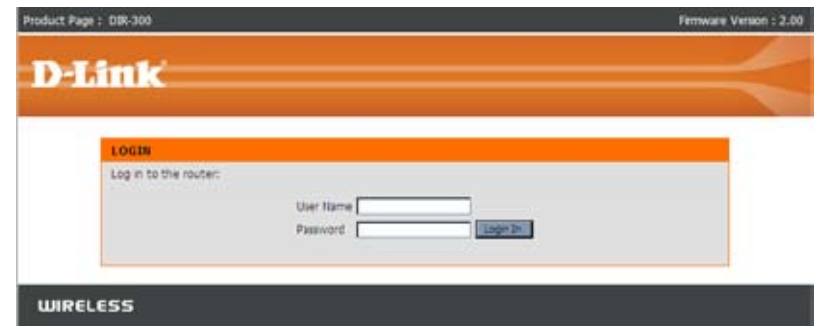 Product Page : DIR-300 Firmware Version : 2.00
D-Link
LOGIN
Log in to the router:
User Name
Password Login In
WIRELESS